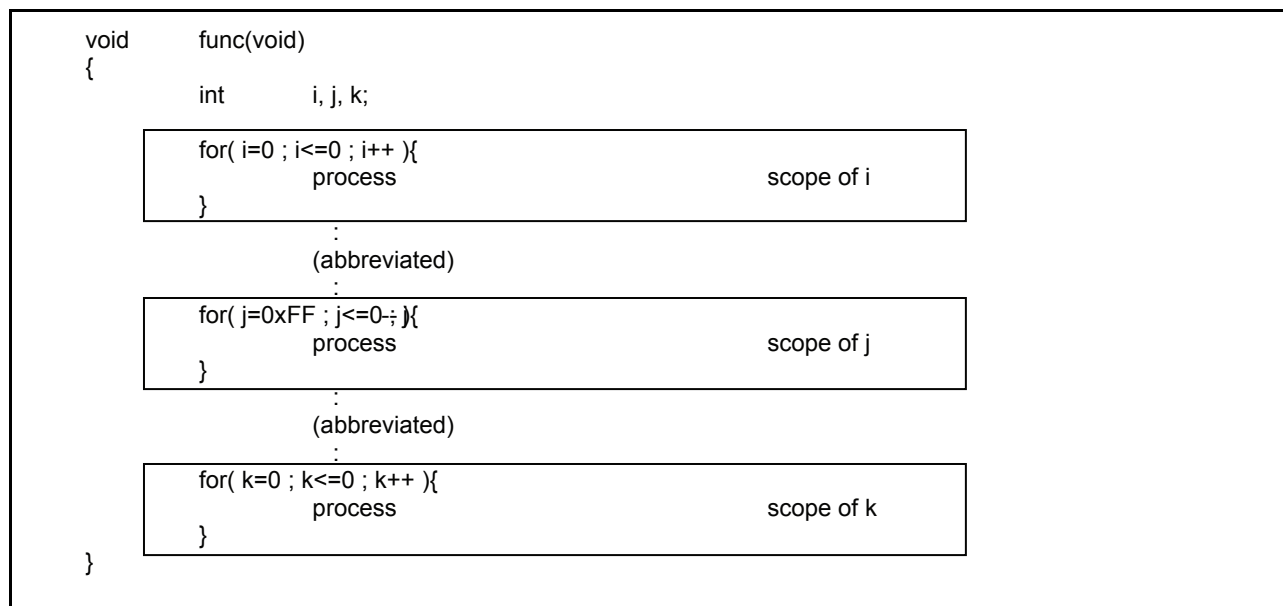 void func(void)
{
int i, j, k;
for( i=0 ; i<=0 ; i++ ){
process scope of i
}
:
(abbreviated)
:
for( j=0xFF ; j<=0-; j){
process scope of j
}
:
(abbreviated)
:
for( k=0 ; k<=0 ; k++ ){
process scope of k
}
}